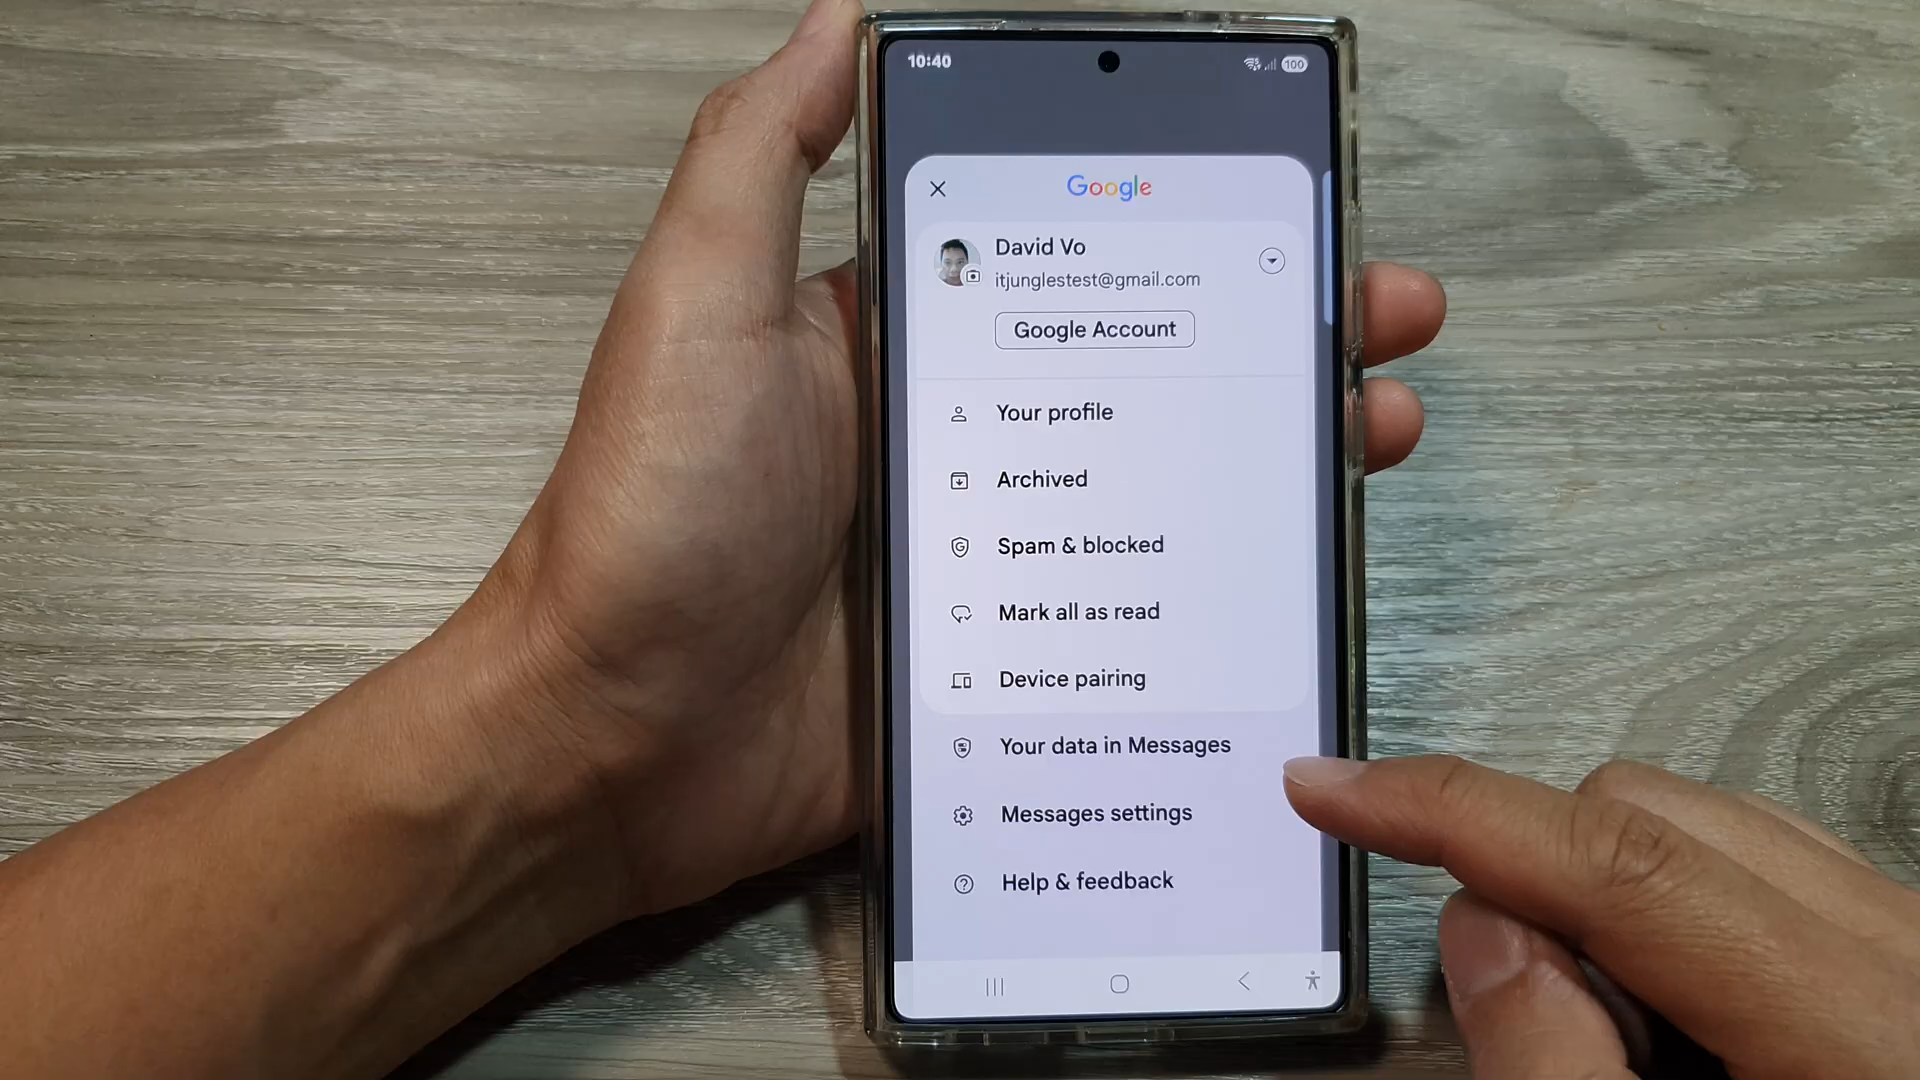 10:40
100
Google
David Vo
itjunglestest@gmail.com
Google Account
Your profile
Archived
Spam & blocked
Mark all as read
Device pairing
Your data in Messages
Messages settings
Help & feedback